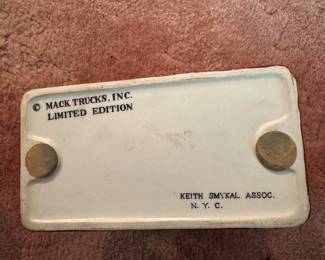 © MACK TRUCKS, INC.
LIMITED EDITION
KEITH SMYKAL ASSOC.
N. Y. C.